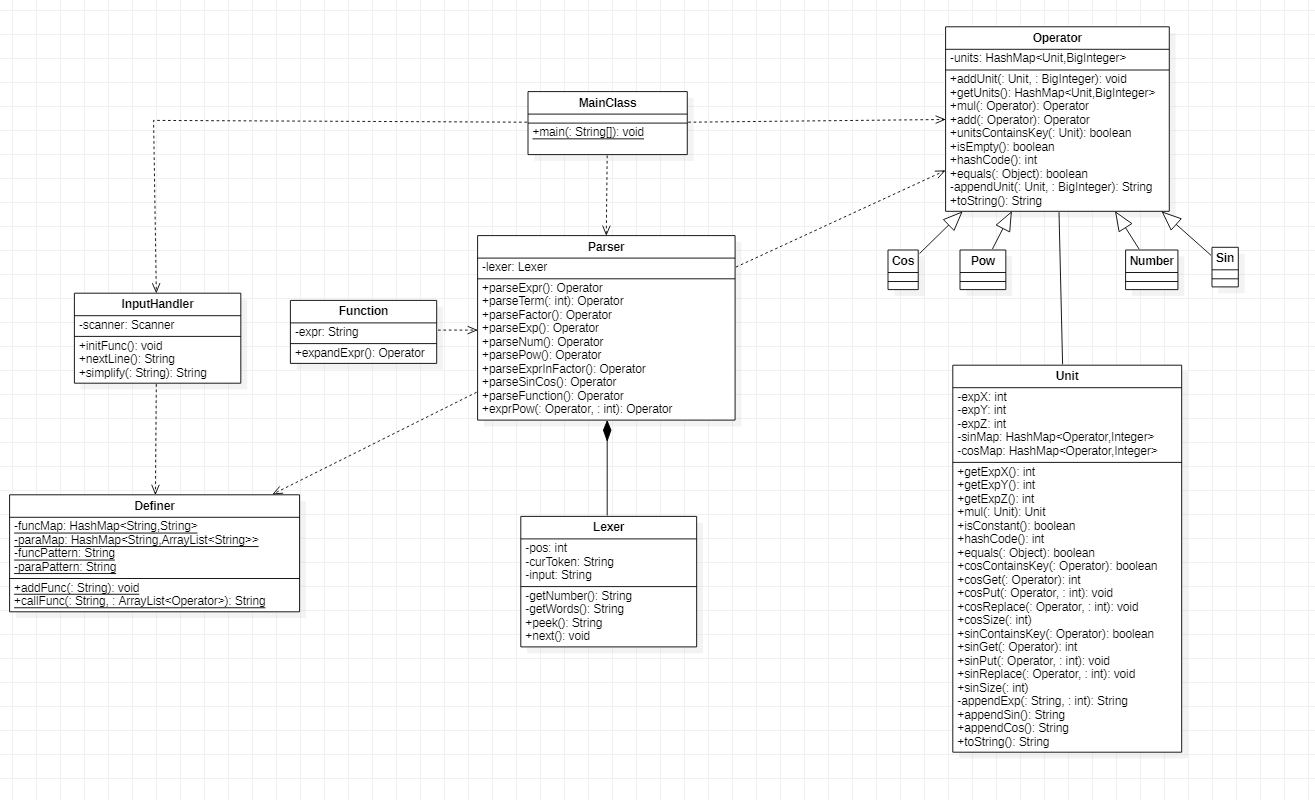 Operator
-units: HashMap<Unit,BigInteger>
+addUnit(: Unit, : BigInteger): void
+getUnits(): HashMap<Unit,BigInteger>
+mul(: Operator): Operator
+add(: Operator): Operator
+unitsContainsKey(: Unit): boolean
+isEmpty(): boolean
+hashCode(): int
+equals(: Object): boolean
-appendUnit(: Unit, : BigInteger): String
+toString(): String
MainClass
+main(: String[]): void
Cos
Pow
Number
Sin
Parser
-lexer: Lexer
+parseExpr(): Operator
+parseTerm(: int): Operator
+parseFactor(): Operator
+parseExp(): Operator
+parseNum(): Operator
+parsePow(): Operator
+parseExprInFactor(): Operator
+parseSinCos(): Operator
+parseFunction(): Operator
+exprPow(: Operator, : int): Operator
InputHandler
-scanner: Scanner
+initFunc(): void
+nextLine(): String
+simplify(: String): String
Function
-expr: String
+expandExpr(): Operator
Unit
-expX: int
-expY: int
-expZ: int
-sinMap: HashMap<Operator,Integer>
-cosMap: HashMap<Operator,Integer>
+getExpX(): int
+getExpY(): int
+getExpZ(): int
+mul(: Unit): Unit
+isConstant(): boolean
+hashCode(): int
+equals(: Object): boolean
+cosContainsKey(: Operator): boolean
+cosGet(: Operator): int
+cosPut(: Operator, : int): void
+cosReplace(: Operator, : int): void
+cosSize(: int)
+sinContainsKey(: Operator): boolean
+sinGet(: Operator): int
+sinPut(: Operator, : int): void
+sinReplace(: Operator, : int): void
+sinSize(: int)
-appendExp(: String, : int): String
+appendSin(): String
+appendCos(): String
+toString(): String
Definer
-funcMap: HashMap<String,String>
-paraMap: HashMap<String,ArrayList<String>>
-funcPattern: String
-paraPattern: String
+addFunc(: String): void
+callFunc(: String, : ArrayList<Operator>): String
Lexer
-pos: int
-curToken: String
-input: String
-getNumber(): String
-getWords(): String
+peek(): String
+next(): void